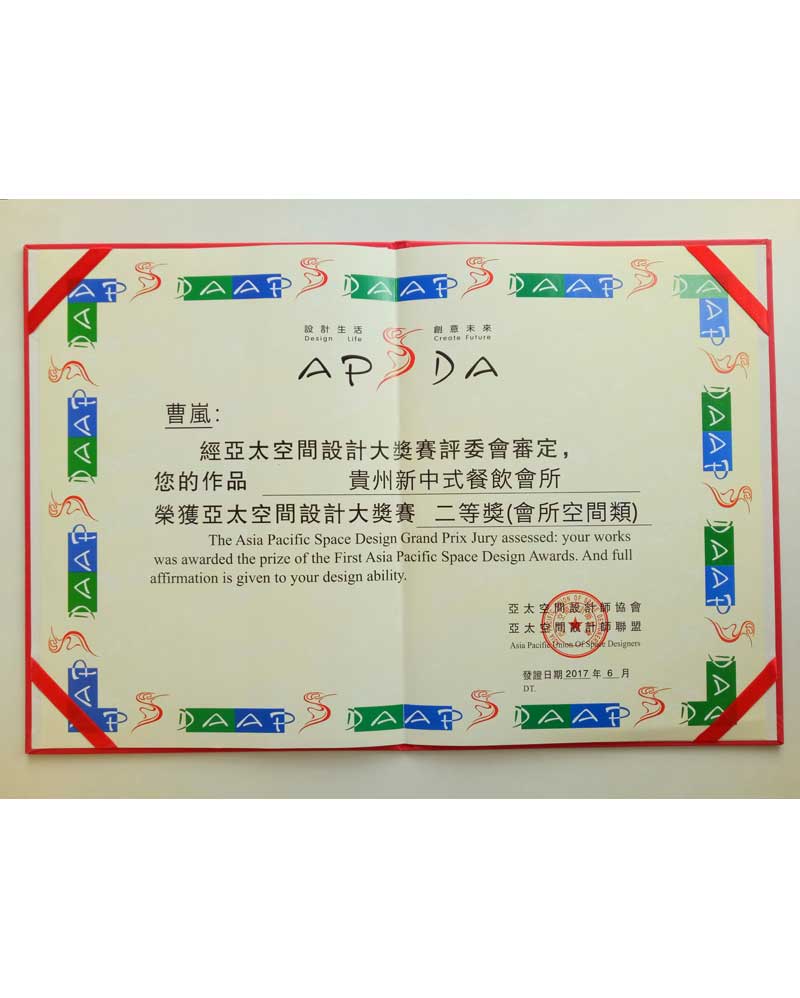 設計生活 創意未來
Design Life Create Future
APSDA
曹嵐:
經亞太空間設計大獎賽評委會審定,
您的作品 貴州新中式餐飲會所
榮獲亞太空間設計大獎賽 二等獎(會所空間類)
The Asia Pacific Space Design Grand Prix Jury assessed: your works
was awarded the prize of the First Asia Pacific Space Design Awards. And full
affirmation is given to your design ability.
亞太空間設計師協會
亞太空間設計師聯盟
Asia Pacific Union Of Space Designers
發證日期 2017 年 6 月
DT.